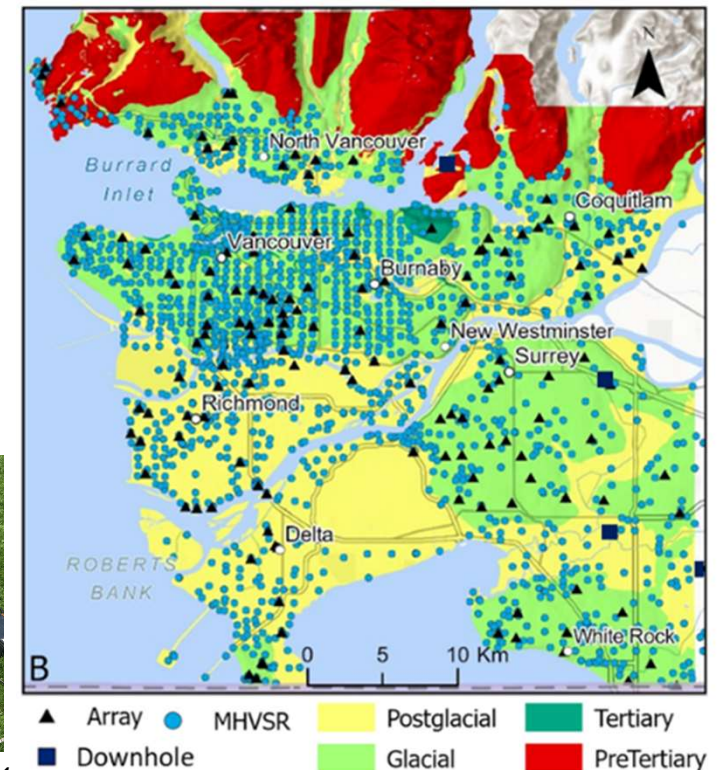 N
North Vancouver
Burrard
Inlet
Coquitlam
Vancouver
Burnaby
New Westminster
Surrey
Richmond
Delta
ROBERTS
BANK
White Rock
0 5 10 Km
B
Array MHVSR Postglacial Tertiary
Downhole Glacial PreTertiary